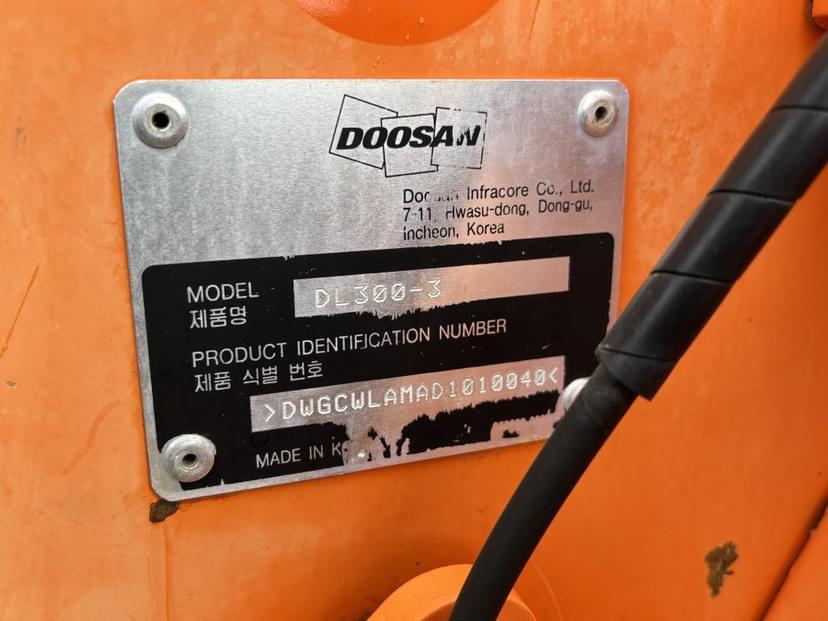 DOOSAN
Doosan Infracore Co., Ltd.
7-11, Hwasu-dong, Dong-gu,
Incheon, Korea
MODEL DL300-3
제품명
PRODUCT IDENTIFICATION NUMBER
제품 식별 번호
>DWGCWLAMAD1010040<
MADE IN